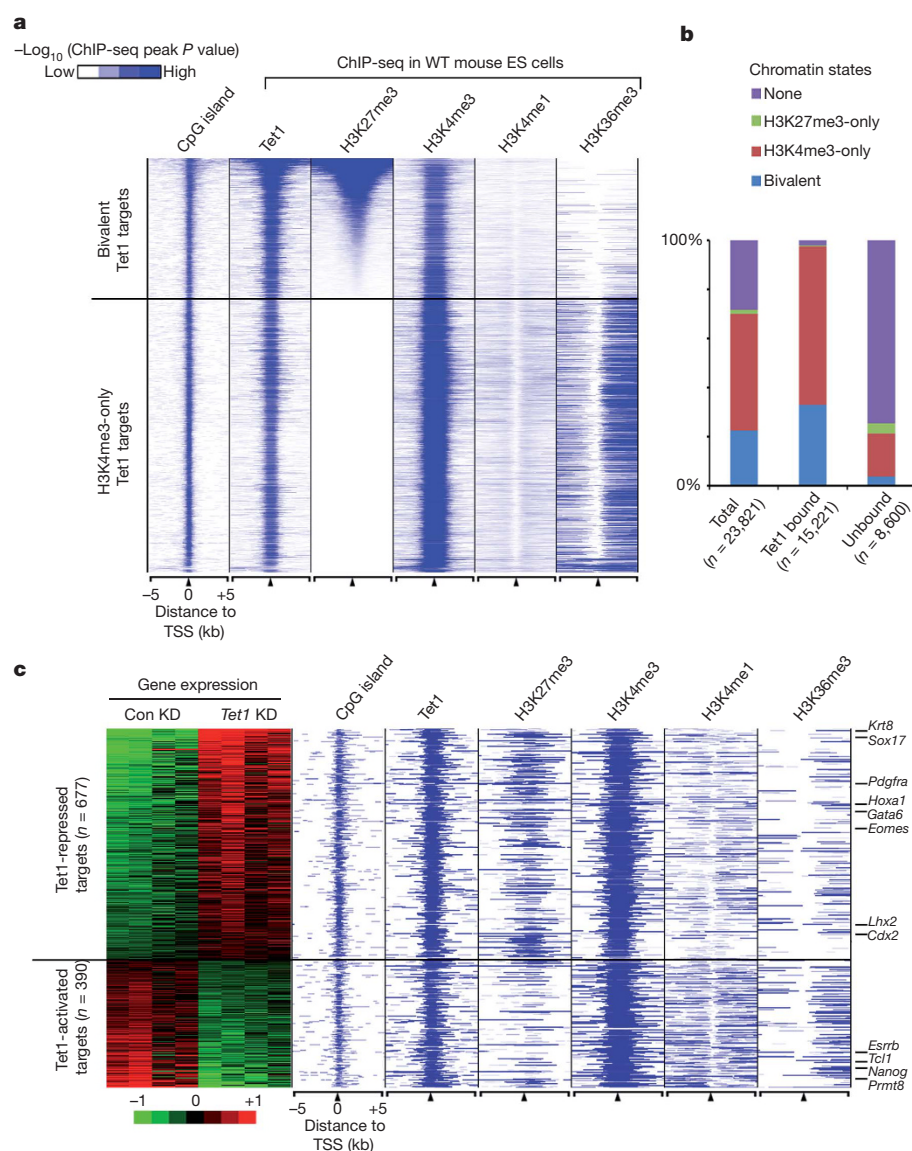 a
–Log10 (ChIP-seq peak P value)
Low High
ChIP-seq in WT mouse ES cells
CpG island
Tet1
H3K27me3
H3K4me3
H3K4me1
H3K36me3
Bivalent
Tet1 targets
H3K4me3-only
Tet1 targets
–5 0 +5
Distance to
TSS (kb)
b
Chromatin states
None
H3K27me3-only
H3K4me3-only
Bivalent
100%
0%
Total
(n = 23,821)
Tet1 bound
(n = 15,221)
Unbound
(n = 8,600)
c
Gene expression
Con KD Tet1 KD
CpG island
Tet1
H3K27me3
H3K4me3
H3K4me1
H3K36me3
Tet1-repressed
targets (n = 677)
Tet1-activated
targets (n = 390)
Krt8
Sox17
Pdgfra
Hoxa1
Gata6
Eomes
Lhx2
Cdx2
Esrrb
Tcl1
Nanog
Prmt8
–1 0 +1
–5 0 +5
Distance to
TSS (kb)